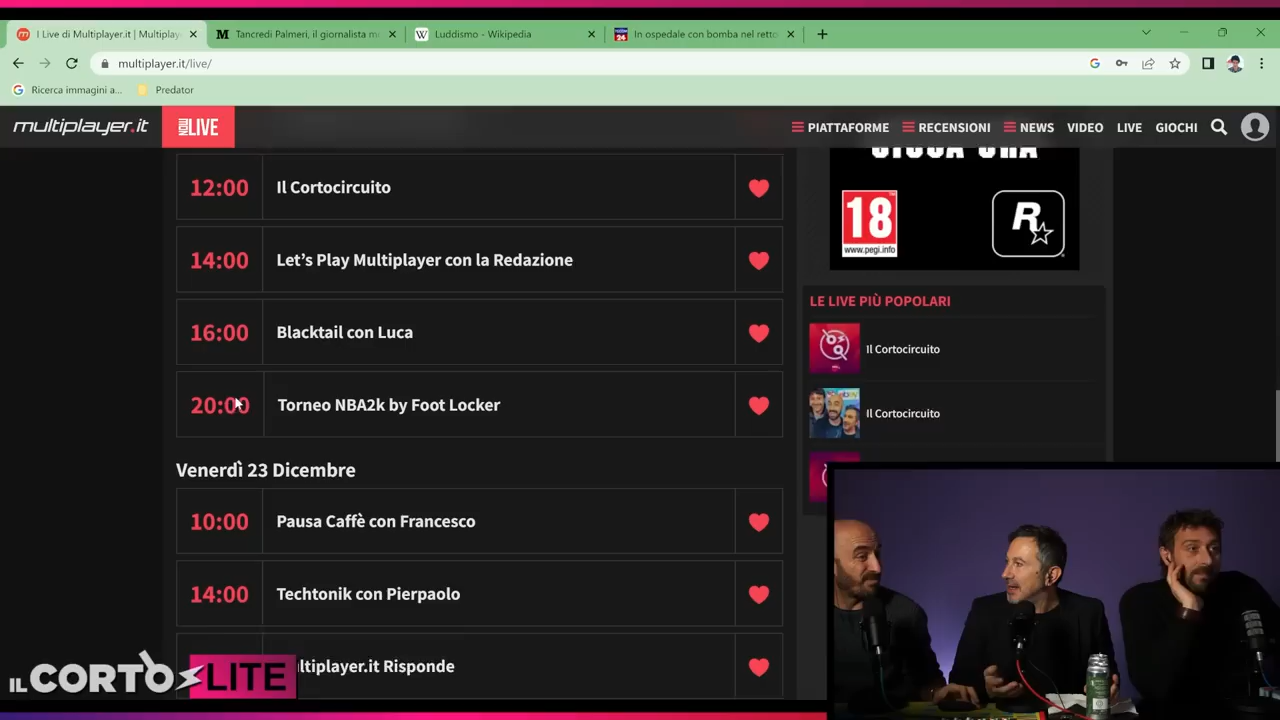 I Live di Multiplayer.it | Multiplay
Tancredi Palmeri, il giornalista m
Luddismo - Wikipedia
In ospedale con bomba nel retto
multiplayer.it/live/
Ricerca immagini a...
Predator
multiplayer.it
LIVE
PIATTAFORME
RECENSIONI
NEWS
VIDEO
LIVE
GIOCHI
12:00 Il Cortocircuito
14:00 Let's Play Multiplayer con la Redazione
16:00 Blacktail con Luca
20:00 Torneo NBA2k by Foot Locker
Venerdì 23 Dicembre
10:00 Pausa Caffè con Francesco
14:00 Techtonik con Pierpaolo
ultiplayer.it Risponde
GIOCA ORA
18
www.pegi.info
R
LE LIVE PIÙ POPOLARI
Il Cortocircuito
Il Cortocircuito
IL CORTO LITE